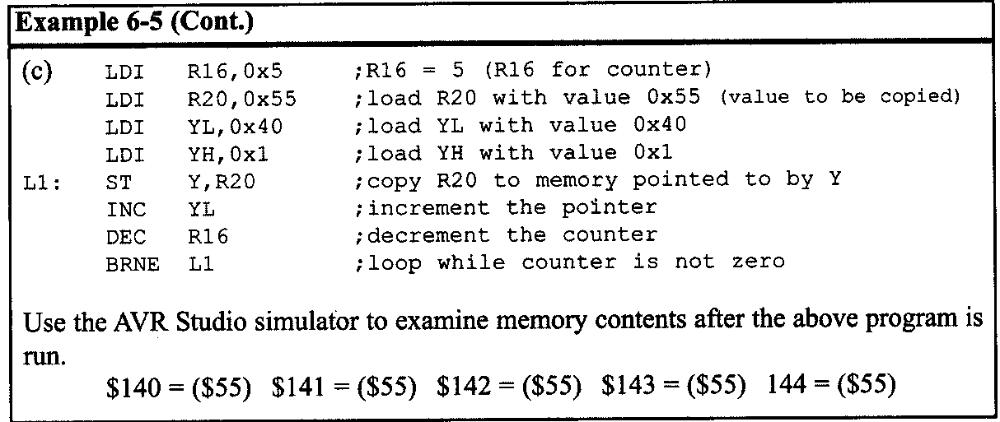 Example 6-5 (Cont.)
(c) LDI R16,0x5 ;R16 = 5 (R16 for counter)
LDI R20,0x55 ;load R20 with value 0x55 (value to be copied)
LDI YL,0x40 ;load YL with value 0x40
LDI YH,0x1 ;load YH with value 0x1
L1: ST Y,R20 ;copy R20 to memory pointed to by Y
INC YL ;increment the pointer
DEC R16 ;decrement the counter
BRNE L1 ;loop while counter is not zero
Use the AVR Studio simulator to examine memory contents after the above program is
run.
$140 = ($55) $141 = ($55) $142 = ($55) $143 = ($55) 144 = ($55)